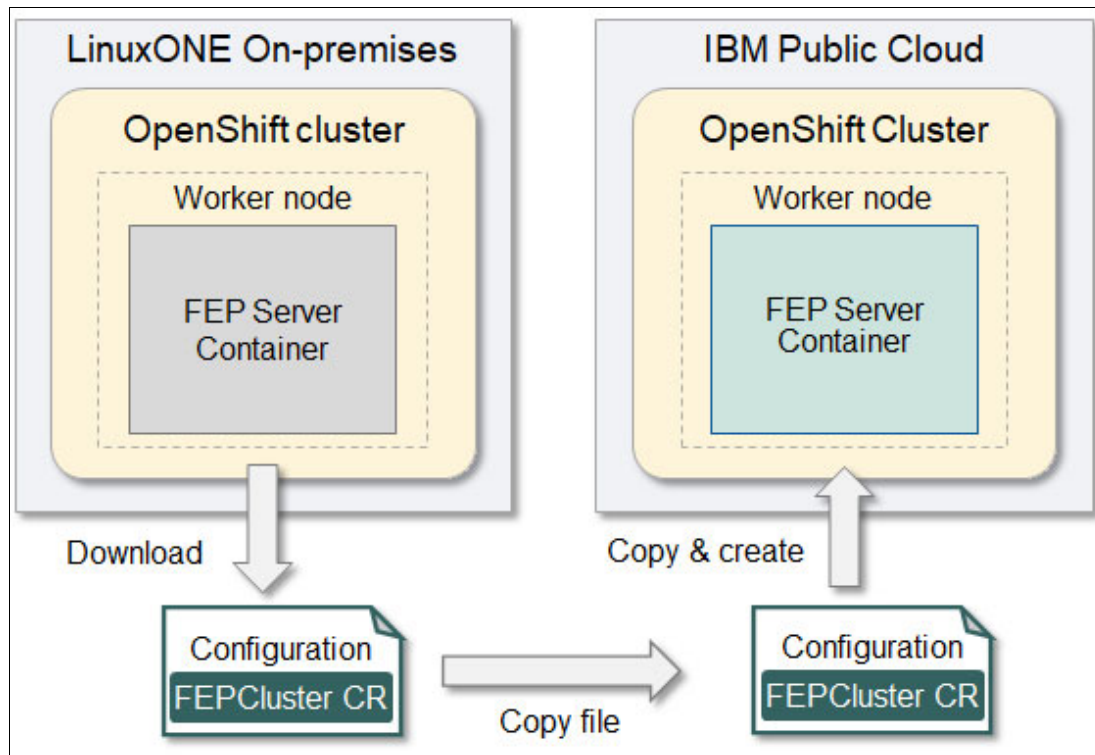 LinuxONE On-premises
OpenShift cluster
Worker node
FEP Server
Container
Download
Configuration
FEPCluster CR
Copy file
IBM Public Cloud
OpenShift Cluster
Worker node
FEP Server
Container
Copy & create
Configuration
FEPCluster CR